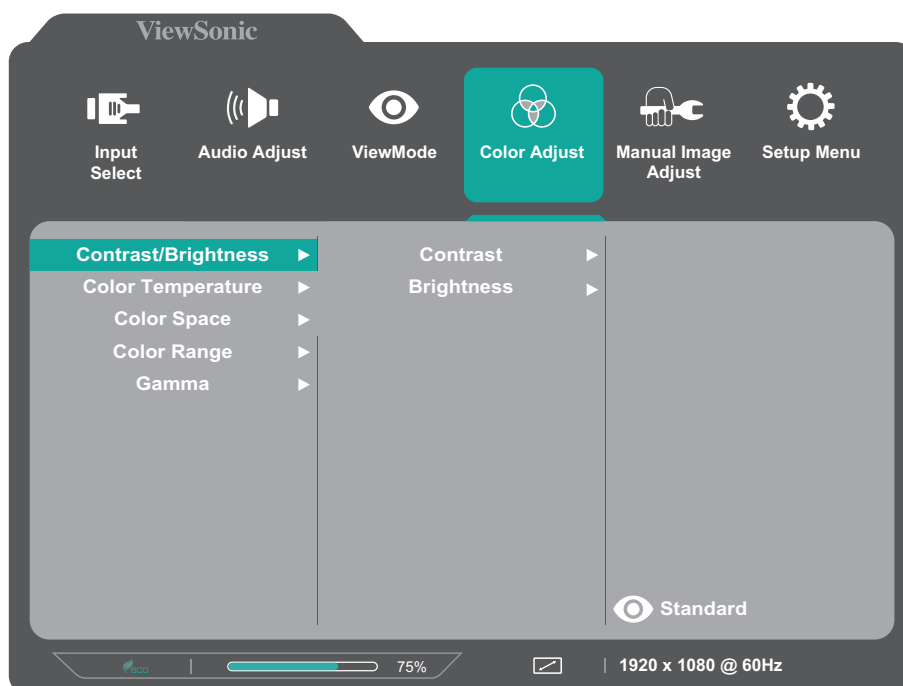 ViewSonic
Input
Select
Audio Adjust
ViewMode
Color Adjust
Manual Image
Adjust
Setup Menu
Contrast/Brightness
Color Temperature
Color Space
Color Range
Gamma
Contrast
Brightness
Standard
eco
75%
1920 x 1080 @ 60Hz